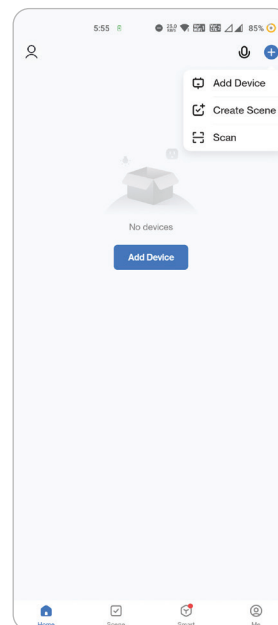 5:55 85%
Add Device
Create Scene
Scan
No devices
Add Device
Home Scene Smart Me